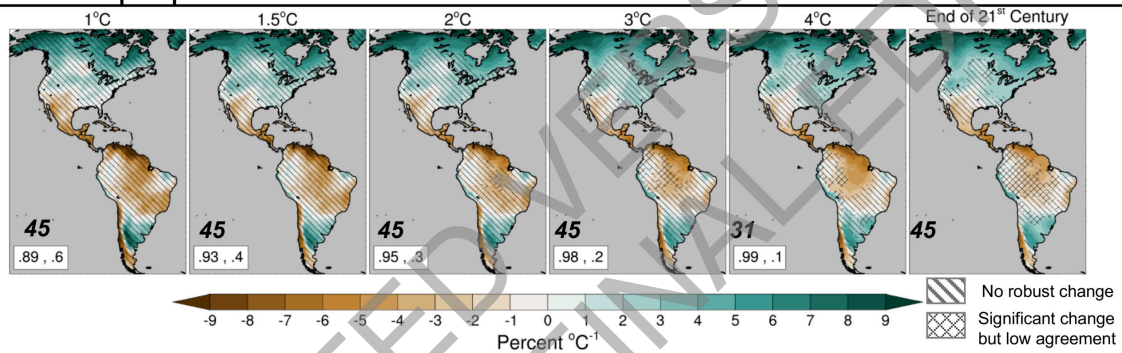 1°C
1.5°C
2°C
3°C
4°C
End of 21st Century
45
45
45
45
31
45
.89 , .6
.93 , .4
.95 , .3
.98 , .2
.99 , .1
-9 -8 -7 -6 -5 -4 -3 -2 -1 0 1 2 3 4 5 6 7 8 9
Percent °C-1
No robust change
Significant change
but low agreement